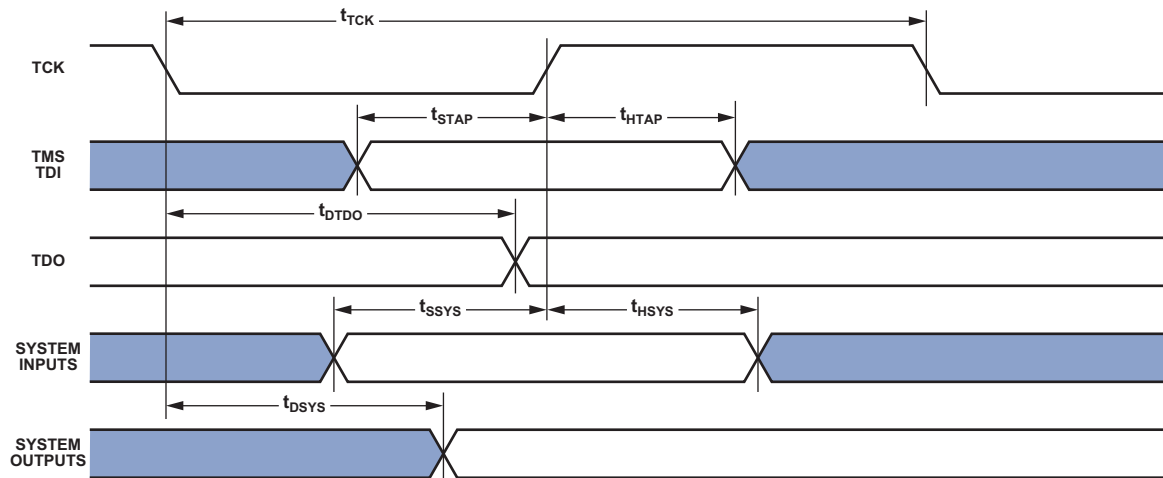 tTCK
TCK
tSTAP
tHTAP
TMS
TDI
tDTDO
TDO
tSSYS
tHSYS
SYSTEM
INPUTS
tDSYS
SYSTEM
OUTPUTS